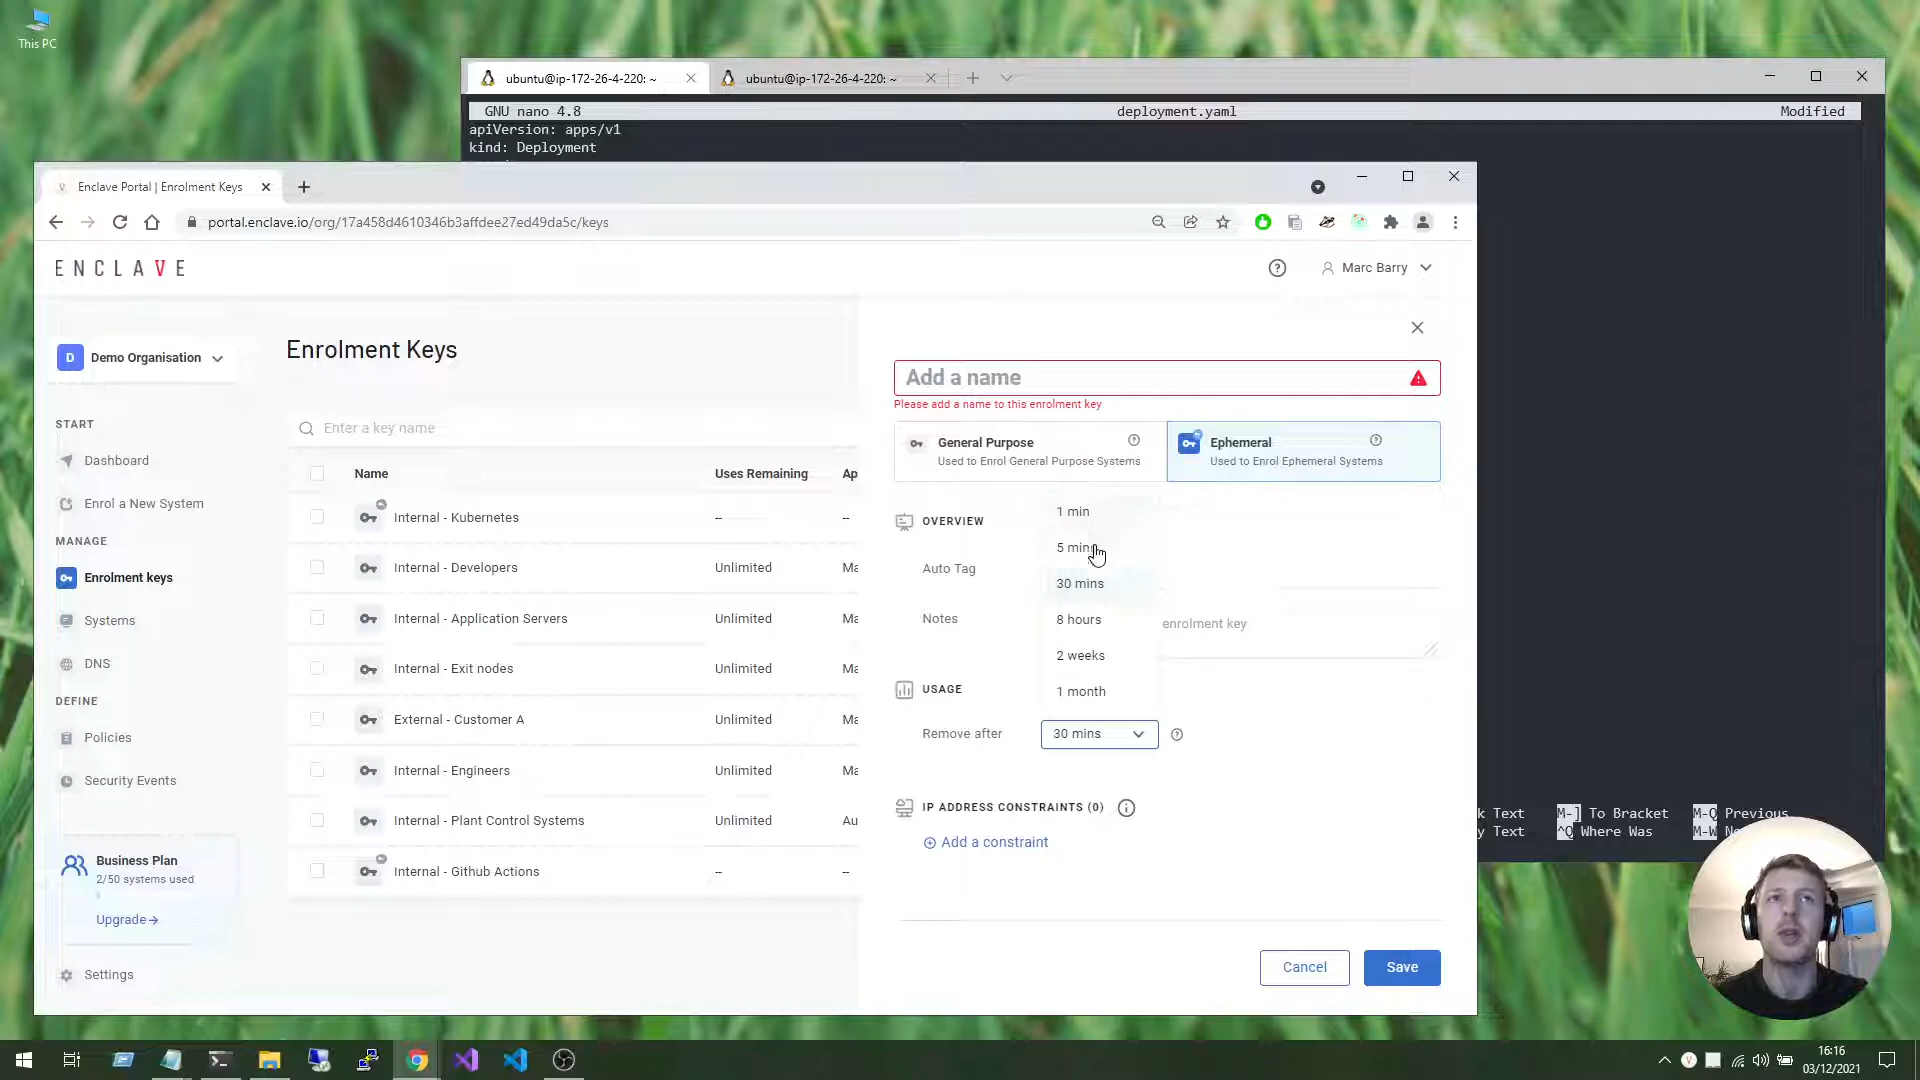 This PC
ubuntu@ip-172-26-4-220: ~
ubuntu@ip-172-26-4-220: ~
GNU nano 4.8
deployment.yaml
Modified
apiVersion: apps/v1
kind: Deployment
Enclave Portal | Enrolment Keys
portal.enclave.io/org/17a458d4610346b3affdee27ed49da5c/keys
ENCLAVE
Marc Barry
D Demo Organisation
START
Dashboard
Enrol a New System
MANAGE
Enrolment keys
Systems
DNS
DEFINE
Policies
Security Events
Business Plan
2/50 systems used
Upgrade
Settings
Enrolment Keys
Enter a key name
Name Uses Remaining Ap
Internal - Kubernetes -- --
Internal - Developers Unlimited Ma
Internal - Application Servers Unlimited Ma
Internal - Exit nodes Unlimited Ma
External - Customer A Unlimited Ma
Internal - Engineers Unlimited Ma
Internal - Plant Control Systems Unlimited Au
Internal - Github Actions -- --
Add a name
Please add a name to this enrolment key
General Purpose
Used to Enrol General Purpose Systems
Ephemeral
Used to Enrol Ephemeral Systems
OVERVIEW
Auto Tag
Notes
enrolment key
1 min
5 mins
30 mins
8 hours
2 weeks
1 month
USAGE
Remove after
30 mins
IP ADDRESS CONSTRAINTS (0)
Add a constraint
Cancel
Save
k Text M-] To Bracket M-Q Previous
y Text ^Q Where Was M-W
16:16
03/12/2021